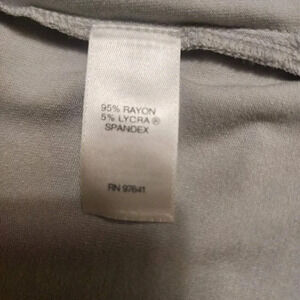 95% RAYON
5% LYCRA ®
SPANDEX
RN 97841